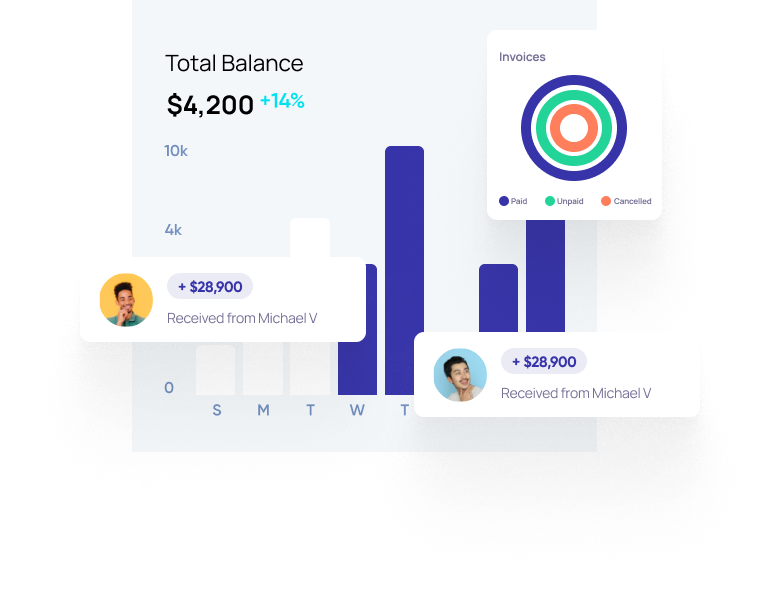 Total Balance
$4,200 +14%
Invoices
Paid Unpaid Cancelled
10k
4k
+ $28,900
Received from Michael V
+ $28,900
Received from Michael V
0
S M T W T